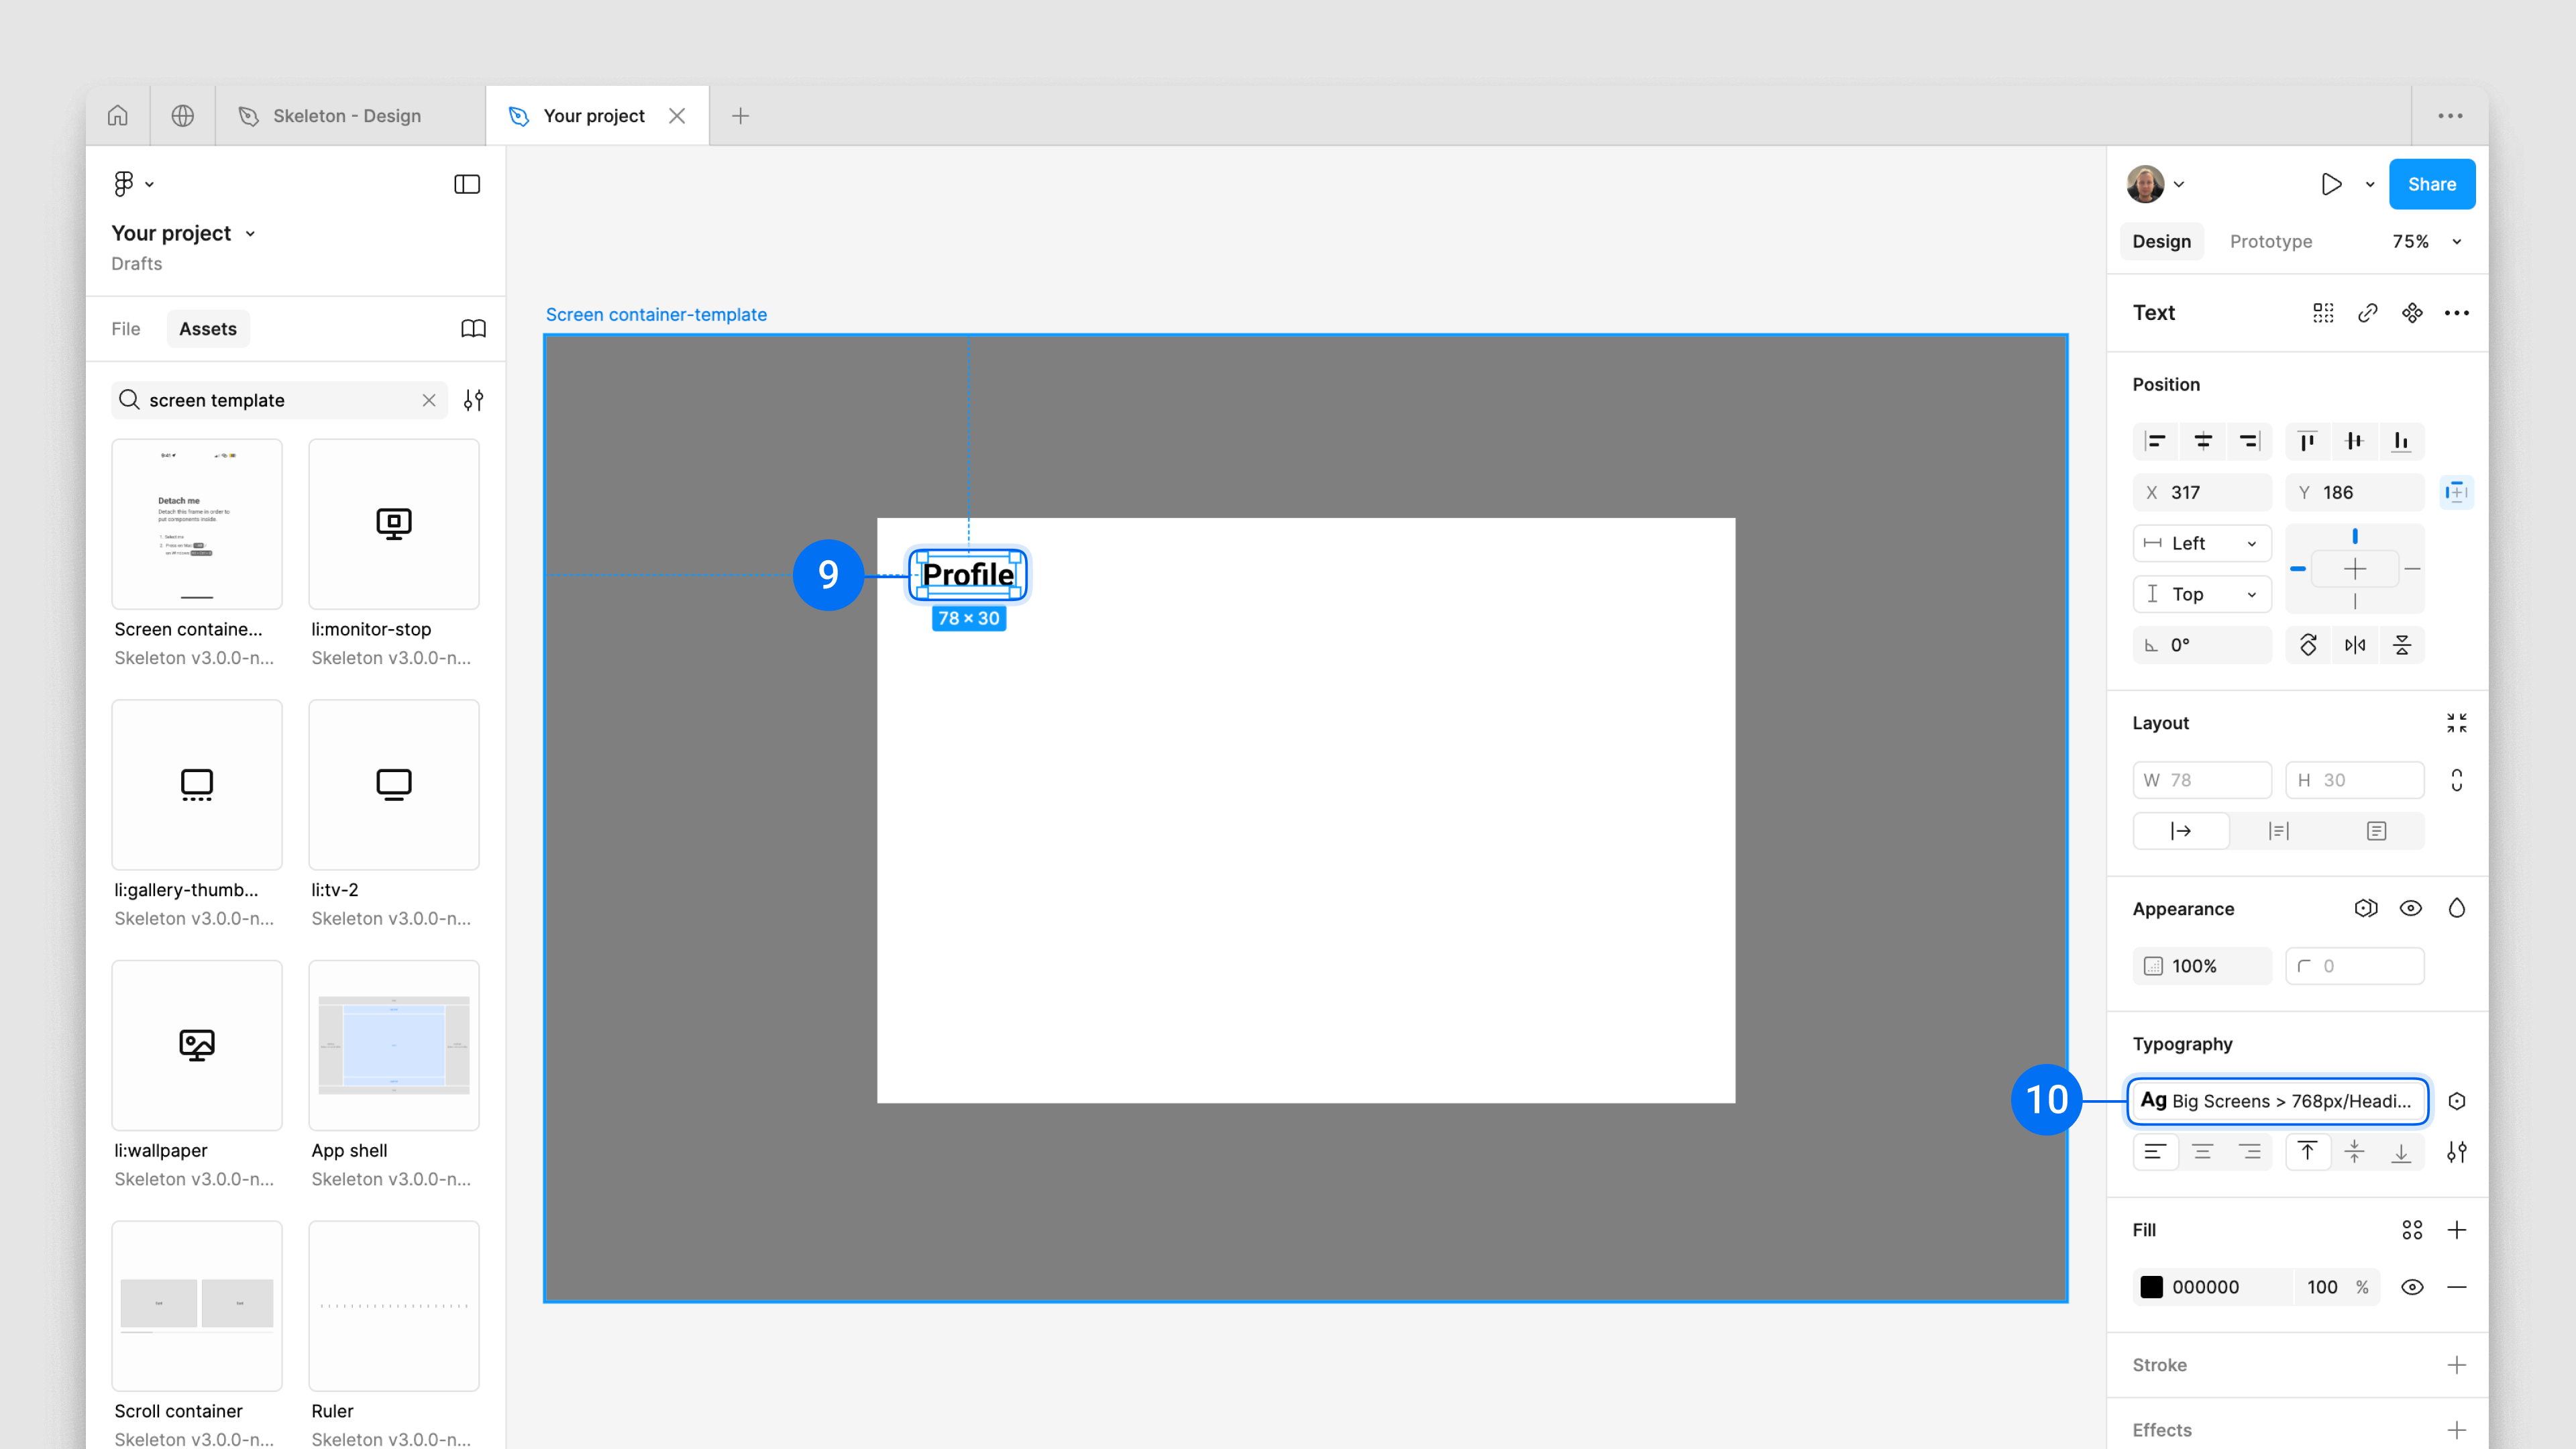 Skeleton - Design
Your project
Your project
Drafts
File
Assets
screen template
Detach me
Detach this frame in order to
put components inside.
Screen containe...
Skeleton v3.0.0-n...
li:monitor-stop
Skeleton v3.0.0-n...
li:gallery-thumb...
Skeleton v3.0.0-n...
li:tv-2
Skeleton v3.0.0-n...
li:wallpaper
Skeleton v3.0.0-n...
App shell
Skeleton v3.0.0-n...
Scroll container
Skeleton v3.0.0-n...
Ruler
Skeleton v3.0.0-n...
Screen container-template
9
Profile
78 × 30
10
Share
Design
Prototype
75%
Text
Position
X 317
Y 186
Left
Top
0°
Layout
W 78
H 30
Appearance
100%
0
Typography
Ag Big Screens > 768px/Headi...
Fill
000000
100 %
Stroke
Effects